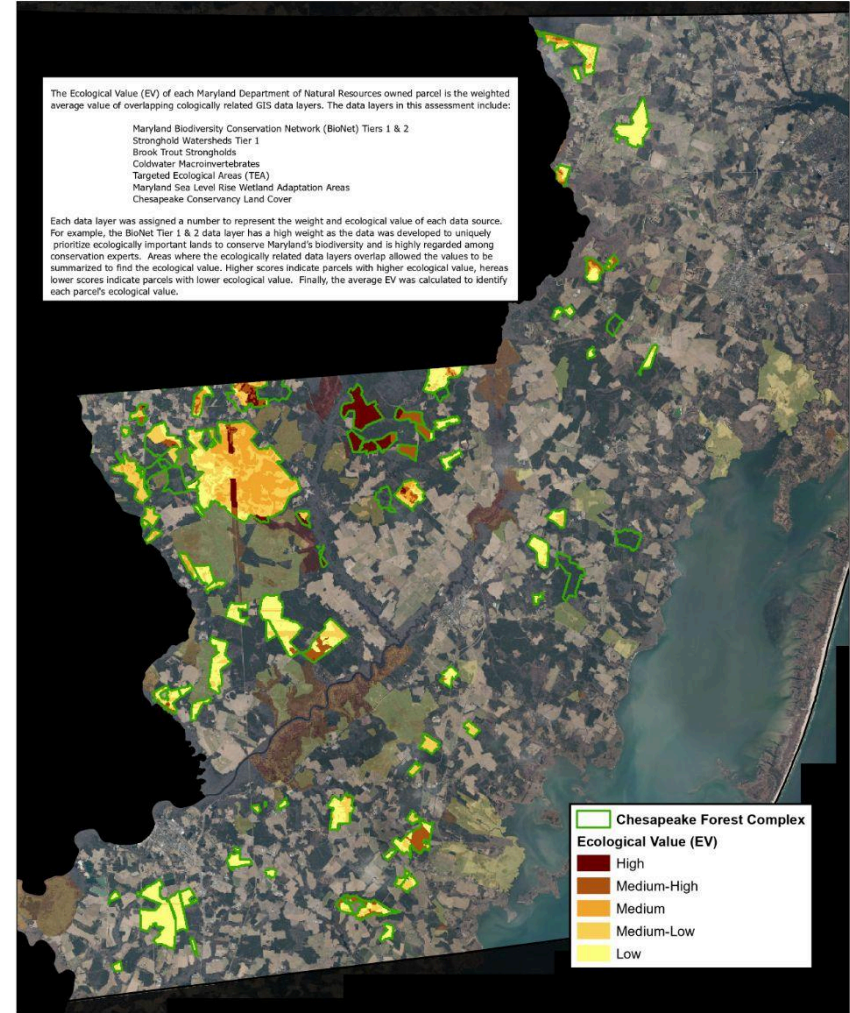 The Ecological Value (EV) of each Maryland Department of Natural Resources owned parcel is the weighted
average value of overlapping cologically related GIS data layers. The data layers in this assessment include:
Maryland Biodiversity Conservation Network (BioNet) Tiers 1 & 2
Stronghold Watersheds Tier 1
Brook Trout Strongholds
Coldwater Macroinvertebrates
Targeted Ecological Areas (TEA)
Maryland Sea Level Rise Wetland Adaptation Areas
Chesapeake Conservancy Land Cover
Each data layer was assigned a number to represent the weight and ecological value of each data source.
For example, the BioNet Tier 1 & 2 data layer has a high weight as the data was developed to uniquely
prioritize ecologically important lands to conserve Maryland's biodiversity and is highly regarded among
conservation experts. Areas where the ecologically related data layers overlap allowed the values to be
summarized to find the ecological value. Higher scores indicate parcels with higher ecological value, hereas
lower scores indicate parcels with lower ecological value. Finally, the average EV was calculated to identify
each parcel's ecological value.
Chesapeake Forest Complex
Ecological Value (EV)
High
Medium-High
Medium
Medium-Low
Low